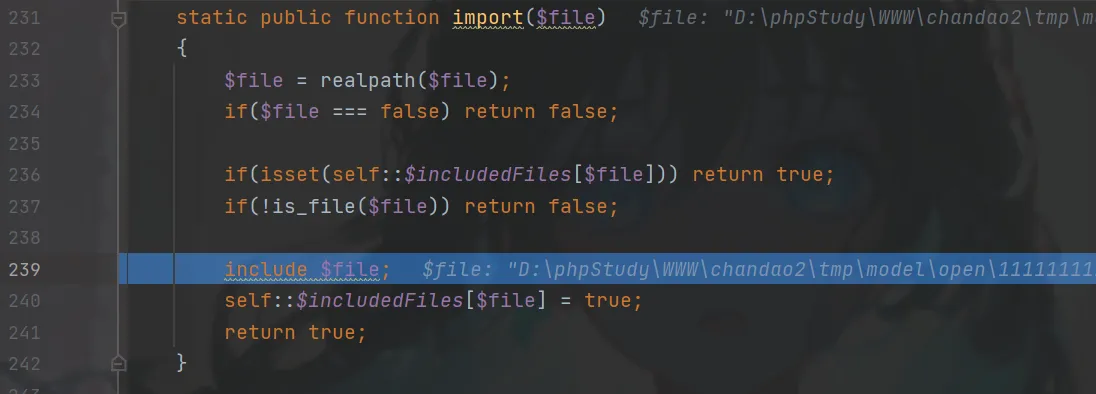 231 static public function import($file) $file: "D:\phpStudy\WWW\chandao2\tmp\m
232 {
233 $file = realpath($file);
234 if($file === false) return false;
235
236 if(isset(self::$includedFiles[$file])) return true;
237 if(!is_file($file)) return false;
238
239 include $file; $file: "D:\phpStudy\WWW\chandao2\tmp\model\open\11111111
240 self::$includedFiles[$file] = true;
241 return true;
242 }